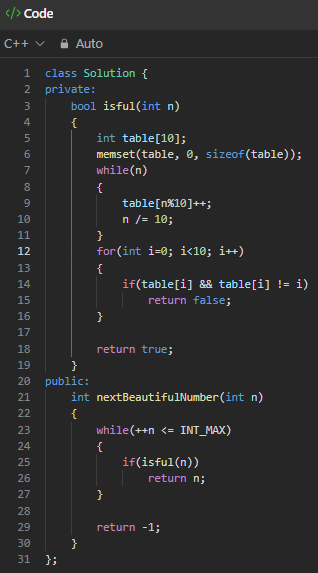 </> Code
C++ Auto
1 class Solution {
2 private:
3     bool isful(int n)
4     {
5         int table[10];
6         memset(table, 0, sizeof(table));
7         while(n)
8         {
9             table[n%10]++;
10             n /= 10;
11         }
12         for(int i=0; i<10; i++)
13         {
14             if(table[i] && table[i] != i)
15                 return false;
16         }
17
18         return true;
19     }
20 public:
21     int nextBeautifulNumber(int n)
22     {
23         while(++n <= INT_MAX)
24         {
25             if(isful(n))
26                 return n;
27         }
28
29         return -1;
30     }
31 };